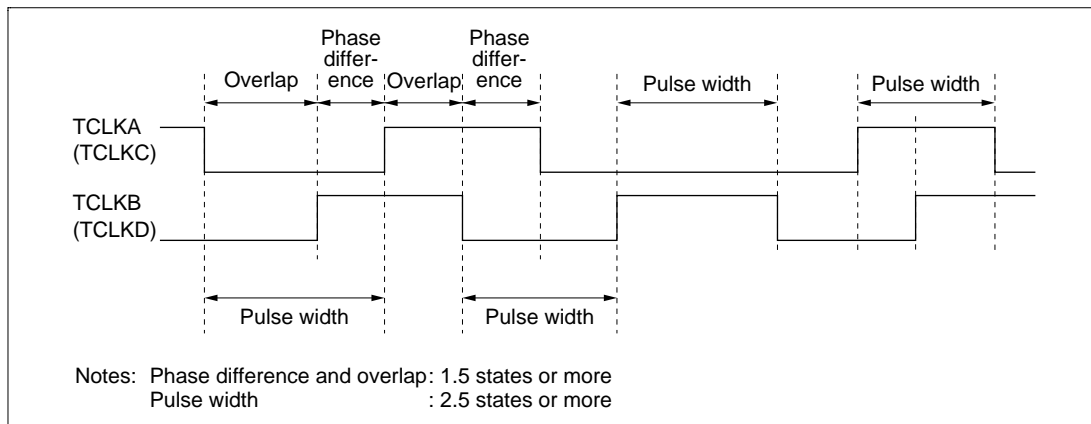 Phase
differ-
ence
Phase
differ-
ence
Overlap
Overlap
Pulse width
Pulse width
TCLKA
(TCLKC)
TCLKB
(TCLKD)
Pulse width
Pulse width
Notes: Phase difference and overlap : 1.5 states or more
Pulse width : 2.5 states or more